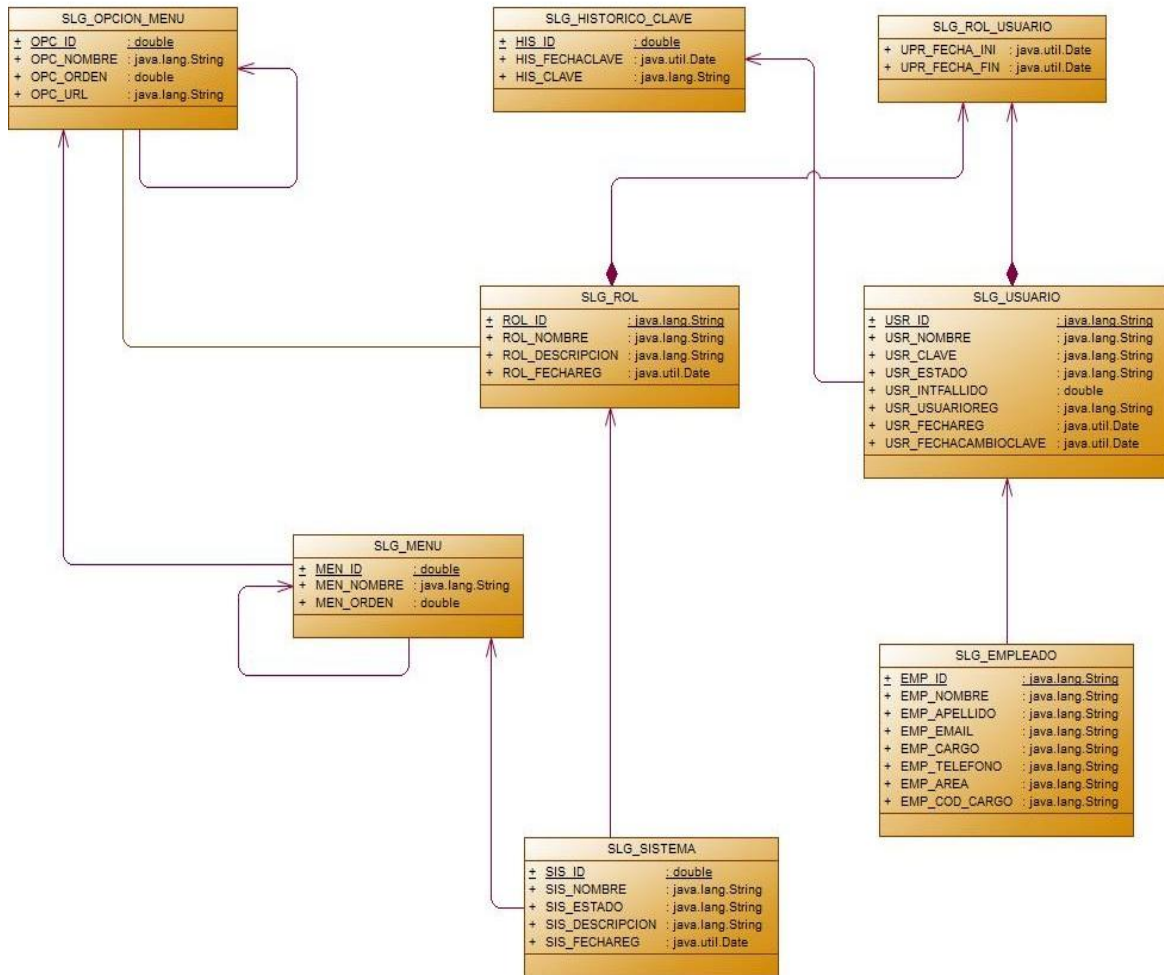 SLG_OPCION_MENU
+ OPC_ID : double
+ OPC_NOMBRE : java.lang.String
+ OPC_ORDEN : double
+ OPC_URL : java.lang.String
SLG_HISTORICO_CLAVE
+ HIS_ID : double
+ HIS_FECHACLAVE : java.util.Date
+ HIS_CLAVE : java.lang.String
SLG_ROL_USUARIO
+ UPR_FECHA_INI : java.util.Date
+ UPR_FECHA_FIN : java.util.Date
SLG_ROL
+ ROL_ID : java.lang.String
+ ROL_NOMBRE : java.lang.String
+ ROL_DESCRIPCION : java.lang.String
+ ROL_FECHAREG : java.util.Date
SLG_USUARIO
+ USR_ID : java.lang.String
+ USR_NOMBRE : java.lang.String
+ USR_CLAVE : java.lang.String
+ USR_ESTADO : java.lang.String
+ USR_INTFALLIDO : double
+ USR_USUARIOREG : java.lang.String
+ USR_FECHAREG : java.util.Date
+ USR_FECHACAMBIOCLAVE : java.util.Date
SLG_MENU
+ MEN_ID : double
+ MEN_NOMBRE : java.lang.String
+ MEN_ORDEN : double
SLG_EMPLEADO
+ EMP_ID : java.lang.String
+ EMP_NOMBRE : java.lang.String
+ EMP_APELLIDO : java.lang.String
+ EMP_EMAIL : java.lang.String
+ EMP_CARGO : java.lang.String
+ EMP_TELEFONO : java.lang.String
+ EMP_AREA : java.lang.String
+ EMP_COD_CARGO : java.lang.String
SLG_SISTEMA
+ SIS_ID : double
+ SIS_NOMBRE : java.lang.String
+ SIS_ESTADO : java.lang.String
+ SIS_DESCRIPCION : java.lang.String
+ SIS_FECHAREG : java.util.Date